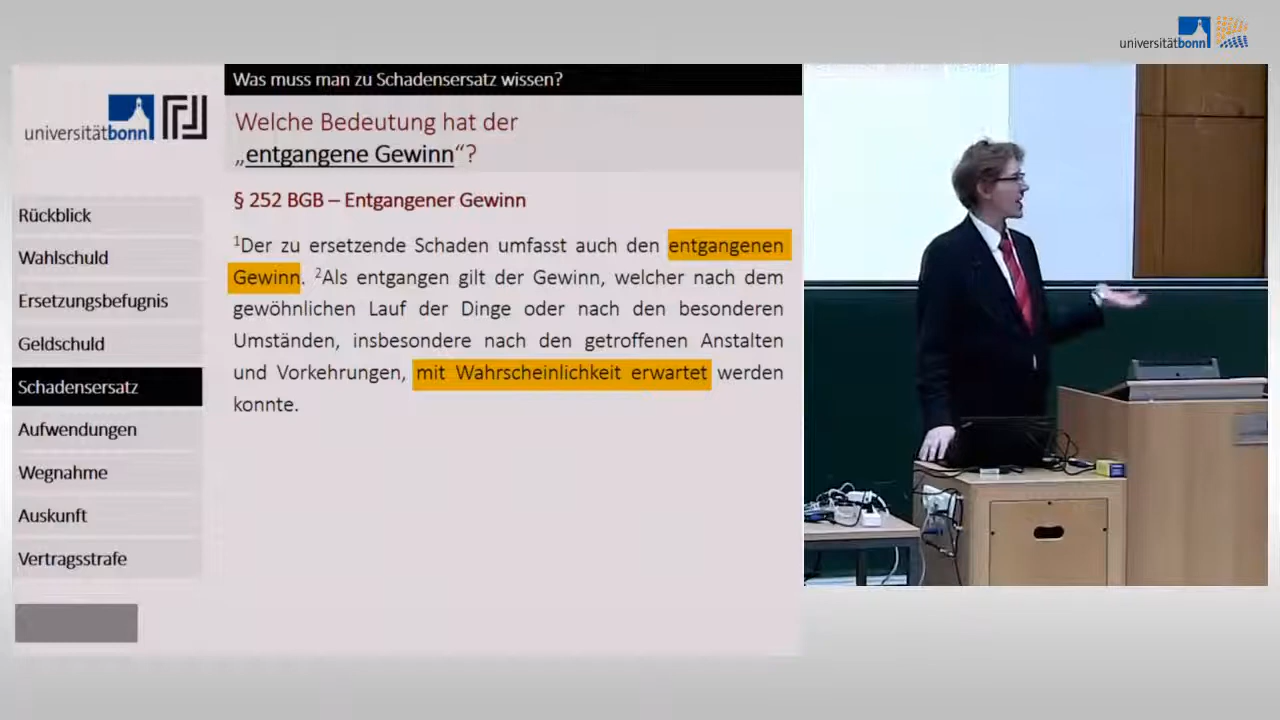 universitätbonn
Was muss man zu Schadensersatz wissen?
universitätbonn
Welche Bedeutung hat der
„entgangene Gewinn“?
Rückblick
Wahlschuld
Ersetzungsbefugnis
Geldschuld
Schadensersatz
Aufwendungen
Wegnahme
Auskunft
Vertragsstrafe
§ 252 BGB – Entgangener Gewinn
¹Der zu ersetzende Schaden umfasst auch den entgangenen
Gewinn. ²Als entgangen gilt der Gewinn, welcher nach dem
gewöhnlichen Lauf der Dinge oder nach den besonderen
Umständen, insbesondere nach den getroffenen Anstalten
und Vorkehrungen, mit Wahrscheinlichkeit erwartet werden
konnte.